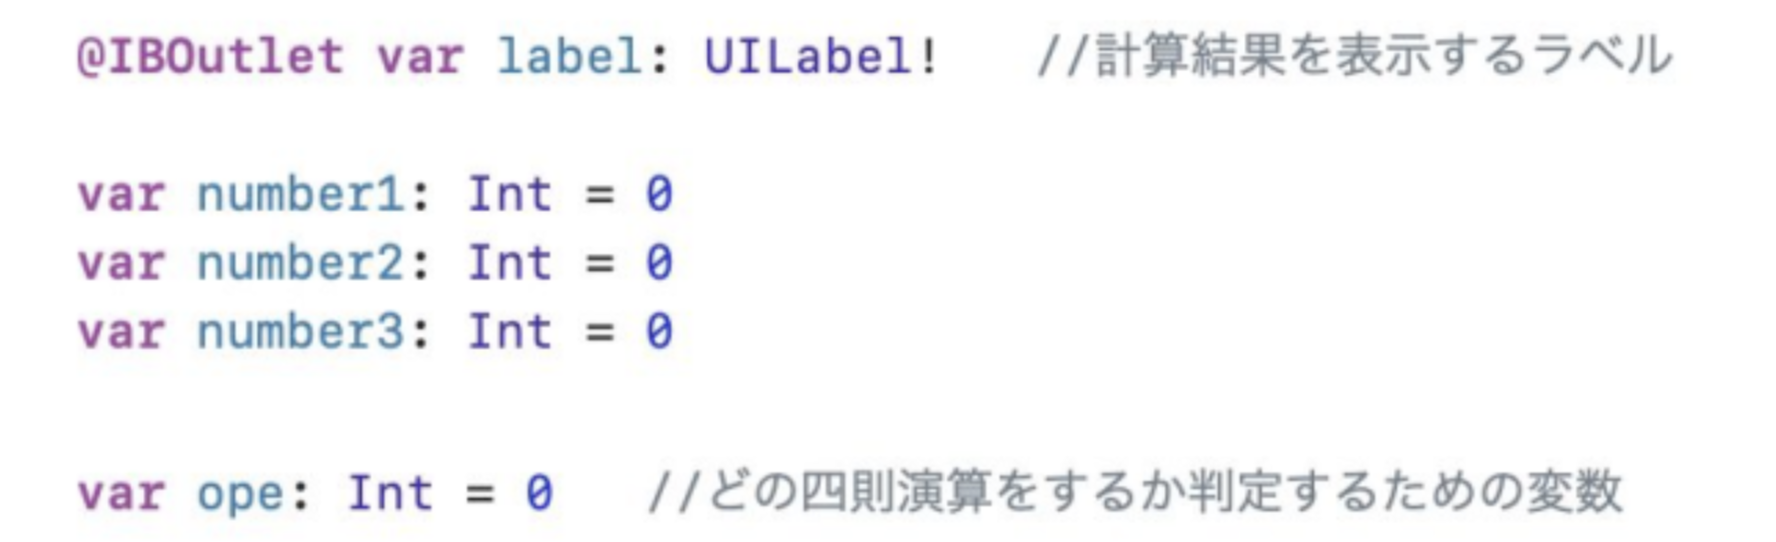 @IBOutlet var label: UILabel!   //計算結果を表示するラベル
var number1: Int = 0
var number2: Int = 0
var number3: Int = 0
var ope: Int = 0   //どの四則演算をするか判定するための変数